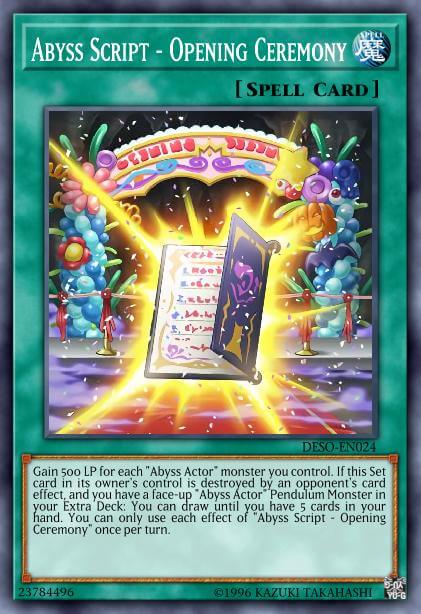 Abyss Script - Opening Ceremony
SPELL
魔
[ Spell Card ]
DESO-EN024
Gain 500 LP for each "Abyss Actor" monster you control. If this Set
card in its owner's control is destroyed by an opponent's card
effect, and you have a face-up "Abyss Actor" Pendulum Monster in
your Extra Deck: You can draw until you have 5 cards in your
hand. You can only use each effect of "Abyss Script - Opening
Ceremony" once per turn.
23784496
©1996 KAZUKI TAKAHASHI